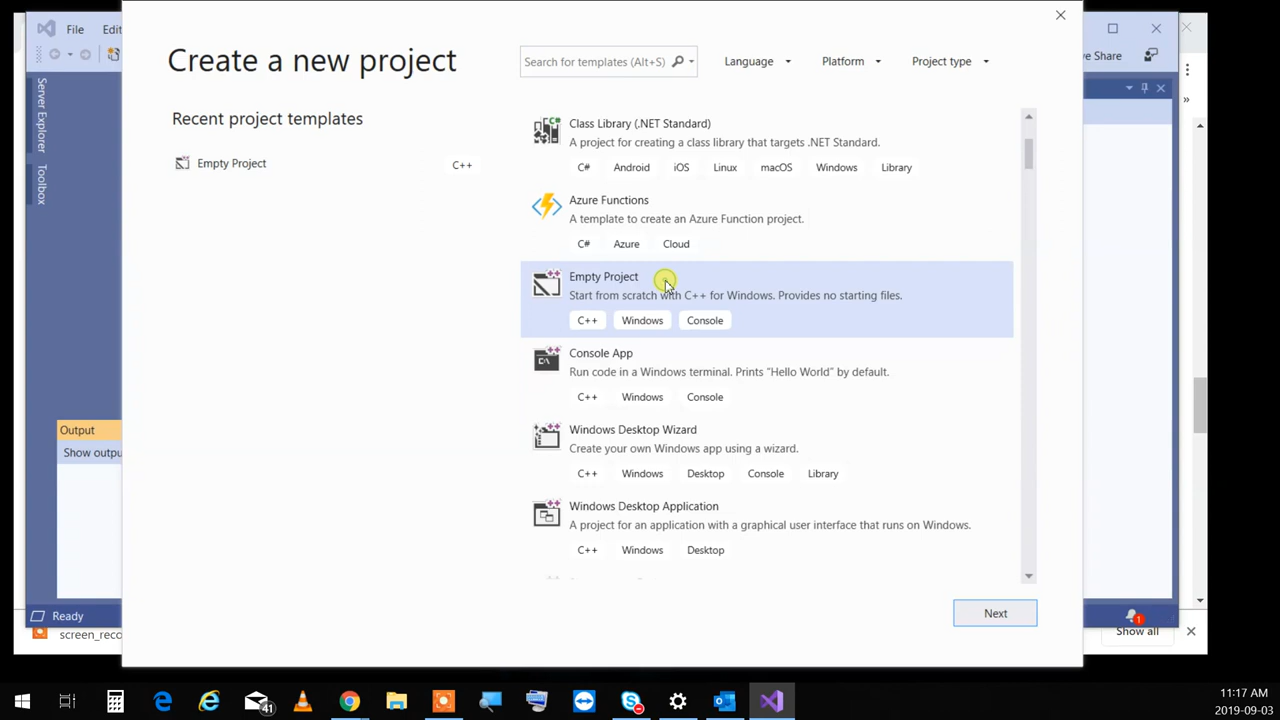 File
Edi
Create a new project
Search for templates (Alt+S)
Language
Platform
Project type
e Share
Server Explorer
Toolbox
Recent project templates
Empty Project
C++
Class Library (.NET Standard)
A project for creating a class library that targets .NET Standard.
C# Android iOS Linux macOS Windows Library
Azure Functions
A template to create an Azure Function project.
C# Azure Cloud
Empty Project
Start from scratch with C++ for Windows. Provides no starting files.
C++ Windows Console
Console App
Run code in a Windows terminal. Prints "Hello World" by default.
C++ Windows Console
Windows Desktop Wizard
Create your own Windows app using a wizard.
C++ Windows Desktop Console Library
Windows Desktop Application
A project for an application with a graphical user interface that runs on Windows.
C++ Windows Desktop
Output
Show outpu
Next
Ready
1
screen_reco
Show all
41
11:17 AM
2019-09-03